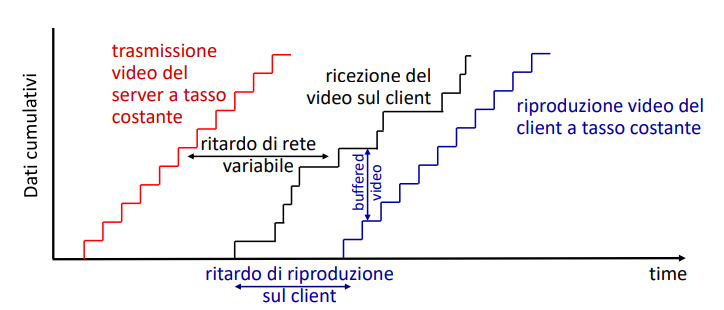 trasmissione
video del
server a tasso
costante
ricezione del
video sul client
riproduzione video del
client a tasso costante
ritardo di rete
variabile
buffered
video
Dati cumulativi
ritardo di riproduzione
sul client
time